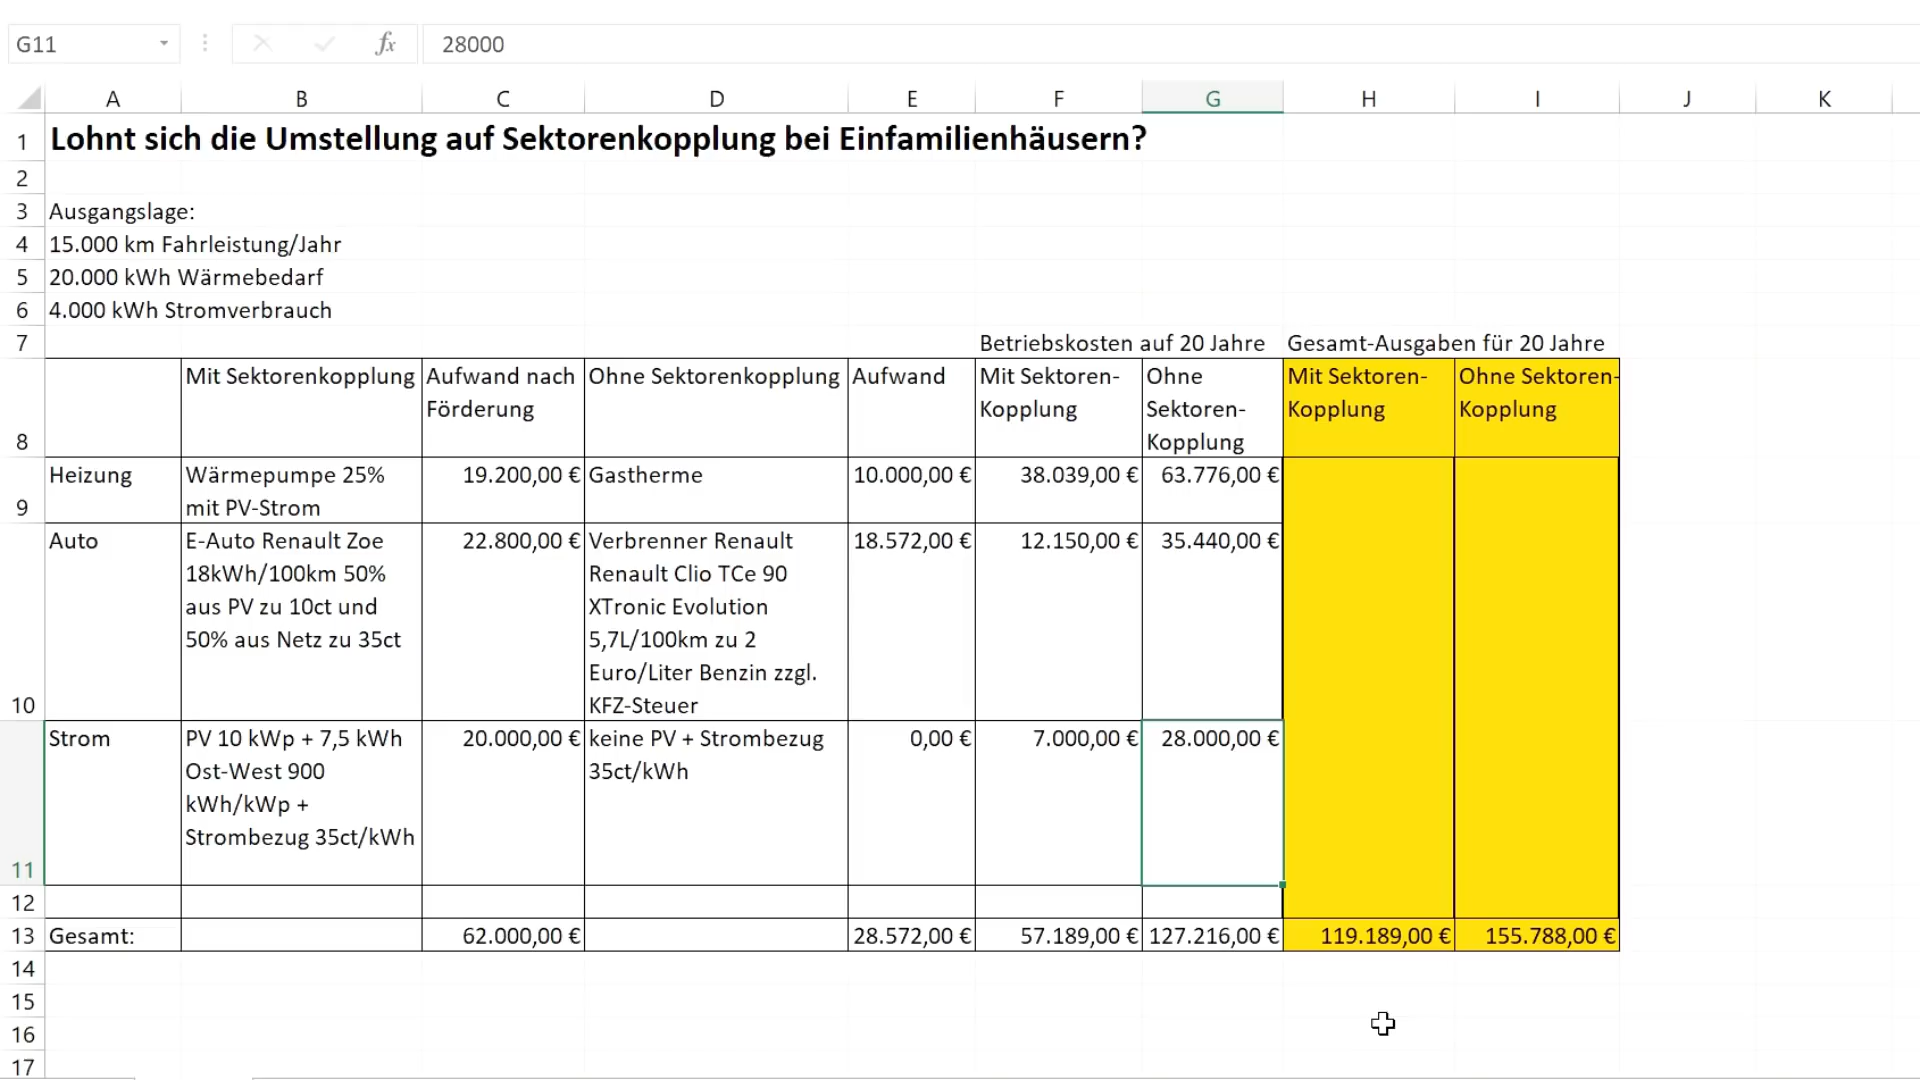 G11
fx
28000
A B C D E F G H I J K
1 Lohnt sich die Umstellung auf Sektorenkopplung bei Einfamilienhäusern?
2
3 Ausgangslage:
4 15.000 km Fahrleistung/Jahr
5 20.000 kWh Wärmebedarf
6 4.000 kWh Stromverbrauch
7 Betriebskosten auf 20 Jahre Gesamt-Ausgaben für 20 Jahre
8
Mit Sektorenkopplung
Aufwand nach
Förderung
Ohne Sektorenkopplung
Aufwand
Mit Sektoren-
Kopplung
Ohne
Sektoren-
Kopplung
Mit Sektoren-
Kopplung
Ohne Sektoren-
Kopplung
9
Heizung
Wärmepumpe 25%
mit PV-Strom
19.200,00 €
Gastherme
10.000,00 €
38.039,00 €
63.776,00 €
10
Auto
E-Auto Renault Zoe
18kWh/100km 50%
aus PV zu 10ct und
50% aus Netz zu 35ct
22.800,00 €
Verbrenner Renault
Renault Clio TCe 90
XTronic Evolution
5,7L/100km zu 2
Euro/Liter Benzin zzgl.
KFZ-Steuer
18.572,00 €
12.150,00 €
35.440,00 €
11
Strom
PV 10 kWp + 7,5 kWh
Ost-West 900
kWh/kWp +
Strombezug 35ct/kWh
20.000,00 €
keine PV + Strombezug
35ct/kWh
0,00 €
7.000,00 €
28.000,00 €
12
13 Gesamt: 62.000,00 € 28.572,00 € 57.189,00 € 127.216,00 € 119.189,00 € 155.788,00 €
14
15
16
17